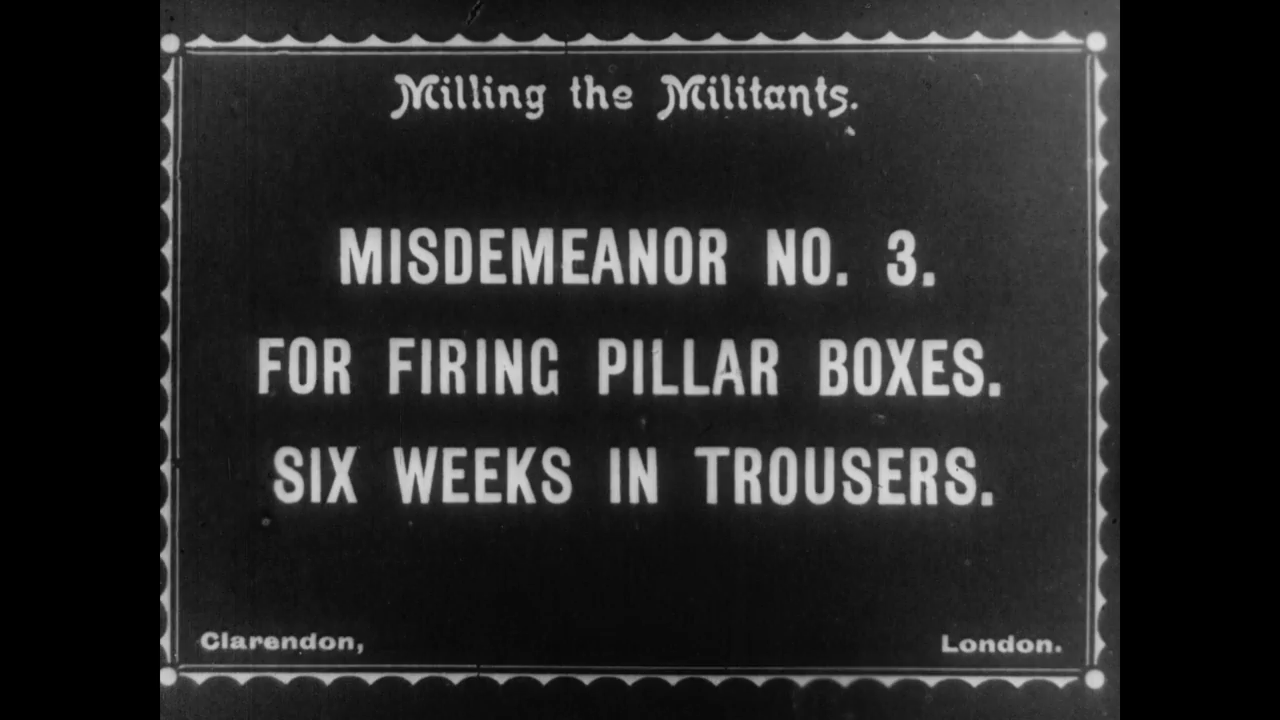 Milling the Militants.
MISDEMEANOR NO. 3.
FOR FIRING PILLAR BOXES.
SIX WEEKS IN TROUSERS.
Clarendon, London.